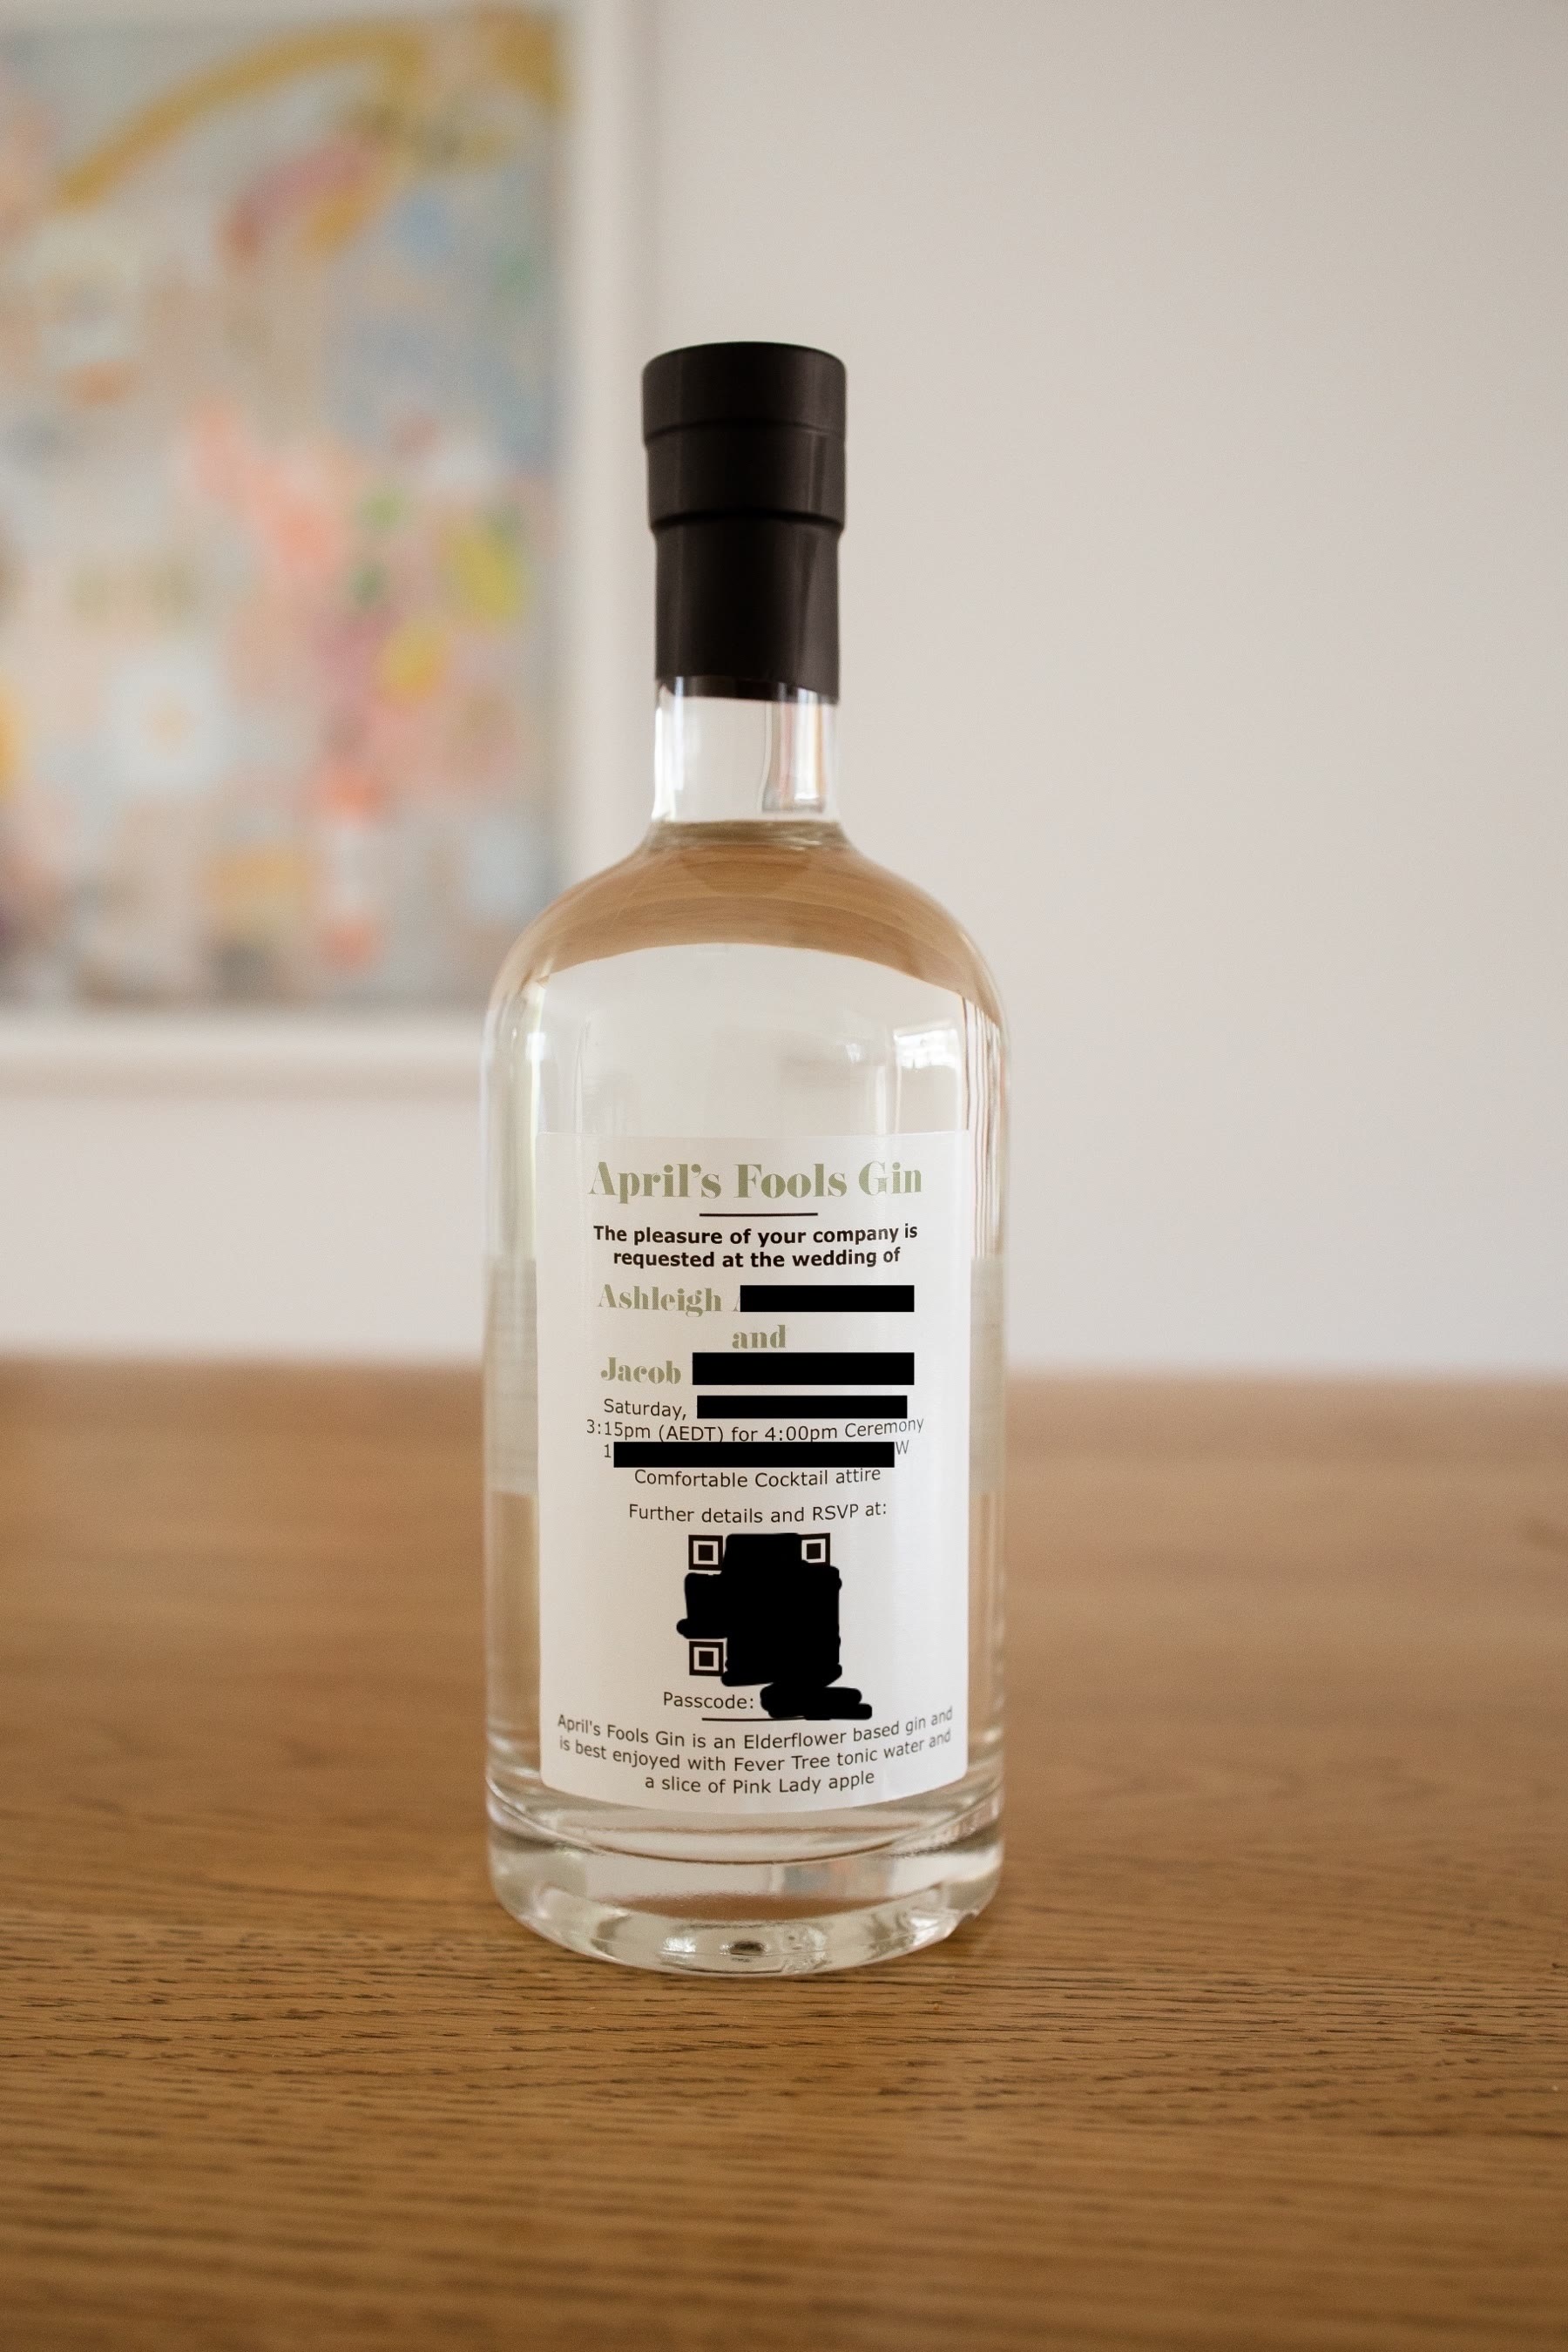 April's Fools Gin
The pleasure of your company is
requested at the wedding of
Ashleigh
and
Jacob
Saturday,
3:15pm (AEDT) for 4:00pm Ceremony
Comfortable Cocktail attire
Further details and RSVP at:
Passcode:
April's Fools Gin is an Elderflower based gin and
is best enjoyed with Fever Tree tonic water and
a slice of Pink Lady apple